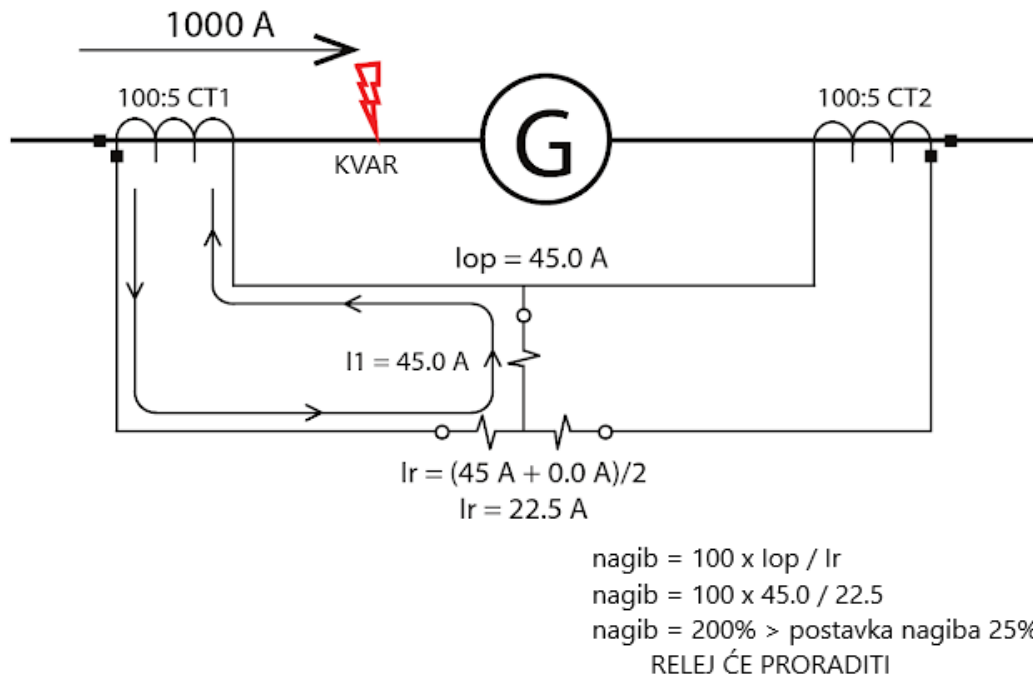 1000 A
100:5 CT1
100:5 CT2
G
KVAR
Iop = 45.0 A
I1 = 45.0 A
Ir = (45 A + 0.0 A)/2
Ir = 22.5 A
nagib = 100 x Iop / Ir
nagib = 100 x 45.0 / 22.5
nagib = 200% > postavka nagiba 25%
RELEJ ĆE PRORADITI